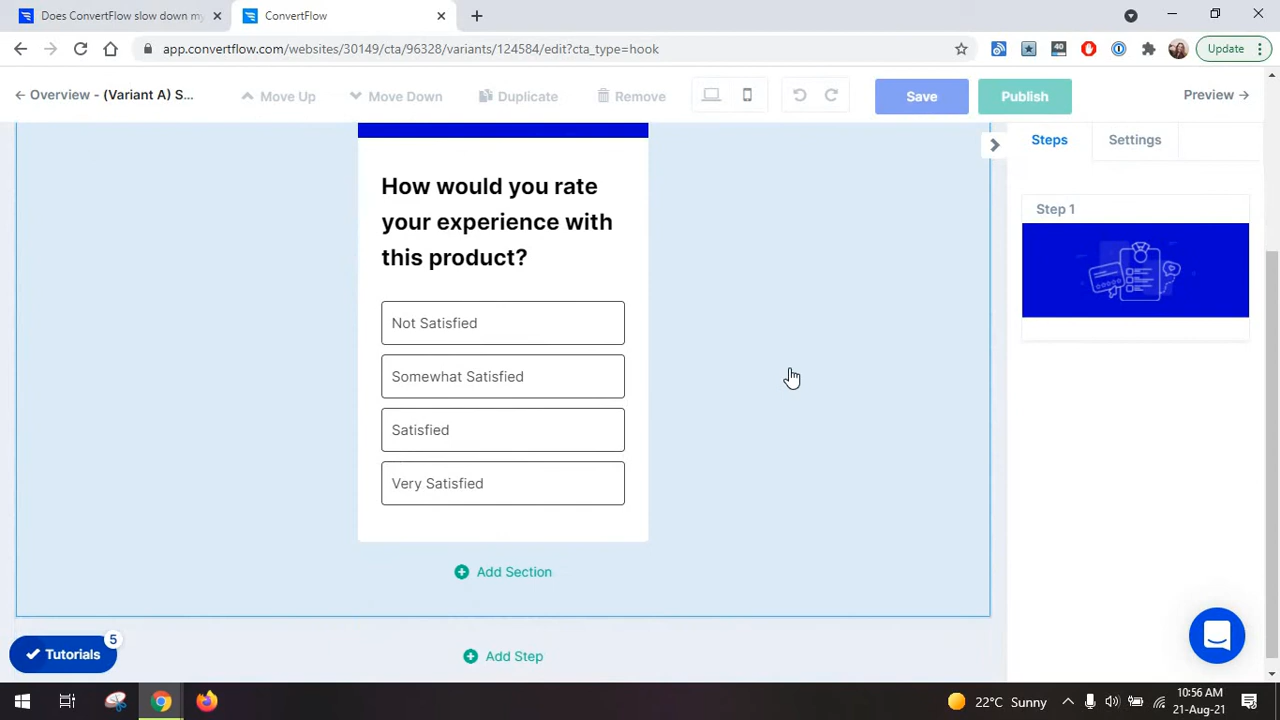 Does ConvertFlow slow down my
ConvertFlow
app.convertflow.com/websites/30149/cta/96328/variants/124584/edit?cta_type=hook
40
Update
Overview - (Variant A) S...
Move Up
Move Down
Duplicate
Remove
Save
Publish
Preview
Steps
Settings
How would you rate
your experience with
this product?
Not Satisfied
Somewhat Satisfied
Satisfied
Very Satisfied
Add Section
Add Step
Step 1
Tutorials
5
22°C Sunny
10:56 AM
21-Aug-21